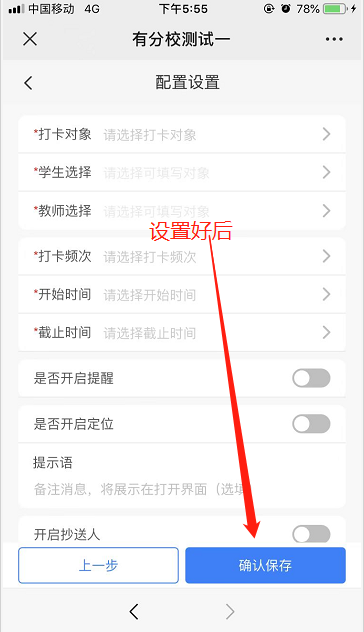 中国移动 4G 下午5:55 78%
有分校测试一
配置设置
*打卡对象 请选择打卡对象
*学生选择 请选择可填写对象
*教师选择 请选择可填写对象
设置好后
*打卡频次 请选择打卡频次
*开始时间 请选择开始时间
*截止时间 请选择截止时间
是否开启提醒
是否开启定位
提示语
备注消息，将展示在打开界面（选填
开启抄送人
上一步 确认保存